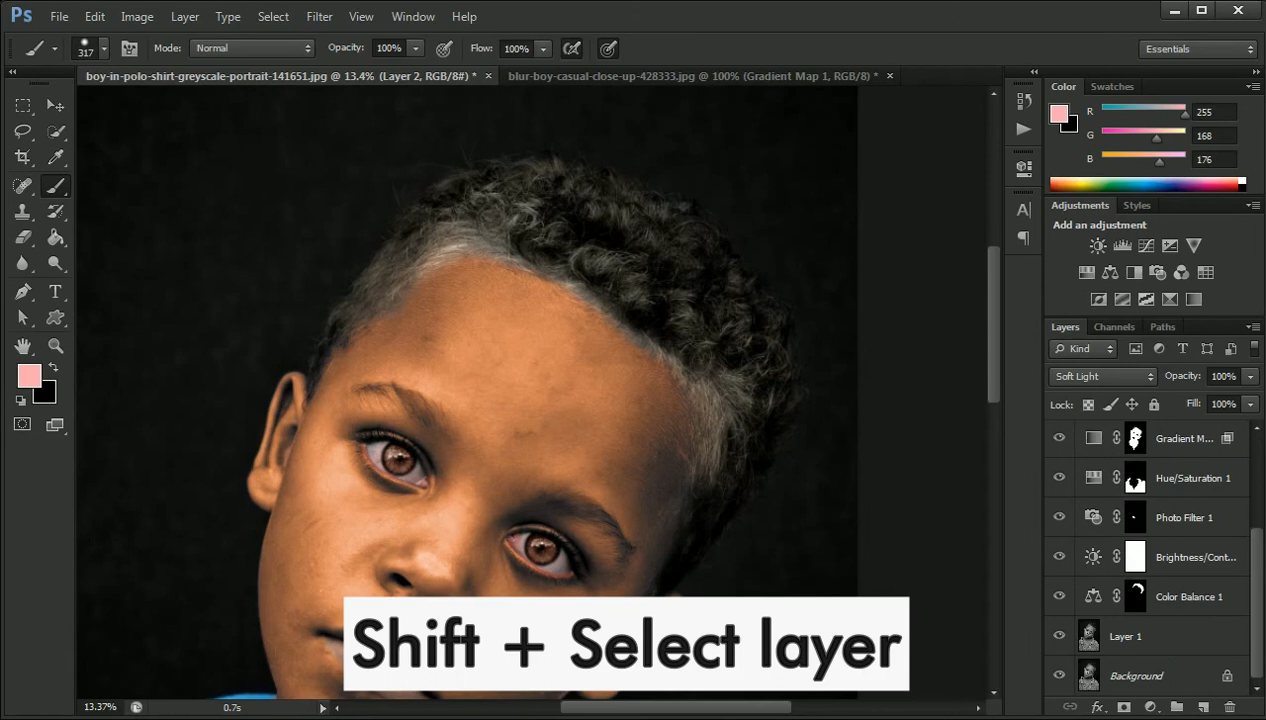 Ps File Edit Image Layer Type Select Filter View Window Help
317 Mode: Normal Opacity: 100% Flow: 100% Essentials
boy-in-polo-shirt-greyscale-portrait-141651.jpg @ 13.4% (Layer 2, RGB/8#) * × blur-boy-casual-close-up-428333.jpg @ 100% (Gradient Map 1, RGB/8) * ×
Color Swatches
R 255
G 168
B 176
Adjustments Styles
Add an adjustment
Layers Channels Paths
Kind
Soft Light Opacity: 100%
Lock: Fill: 100%
Gradient M...
Hue/Saturation 1
Photo Filter 1
Brightness/Cont...
Color Balance 1
Layer 1
Background
Shift + Select layer
13.37% 0.7s